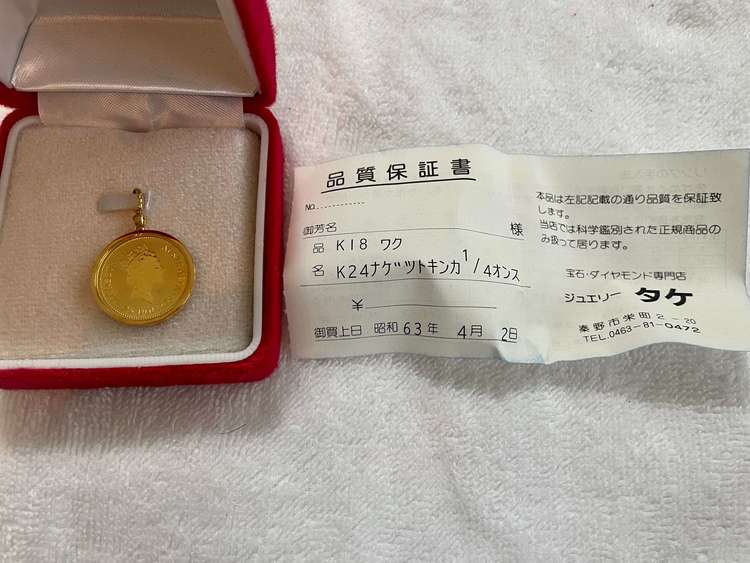 品質保証書
No.
御芳名 様
品名 K18 ワク
K24ナゲツトキンカ1/4オンス
¥
御買上日 昭和 63年 4月 2日
本品は左記記載の通り品質を保証致
します。
当店では科学鑑別された正規商品の
み扱って居ります。
宝石・ダイヤモンド専門店
ジュエリー タケ
秦野市栄町2-20
TEL.0463-81-0472